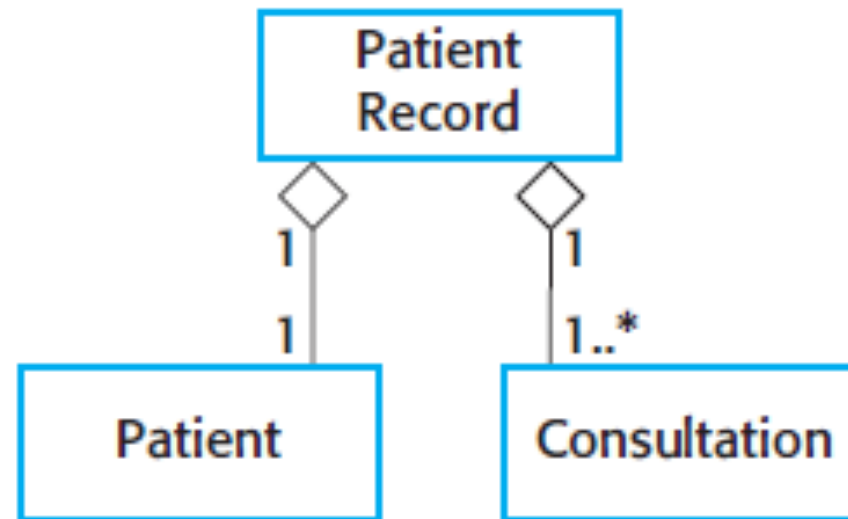 Patient
Record
1 1
1 1..*
Patient Consultation